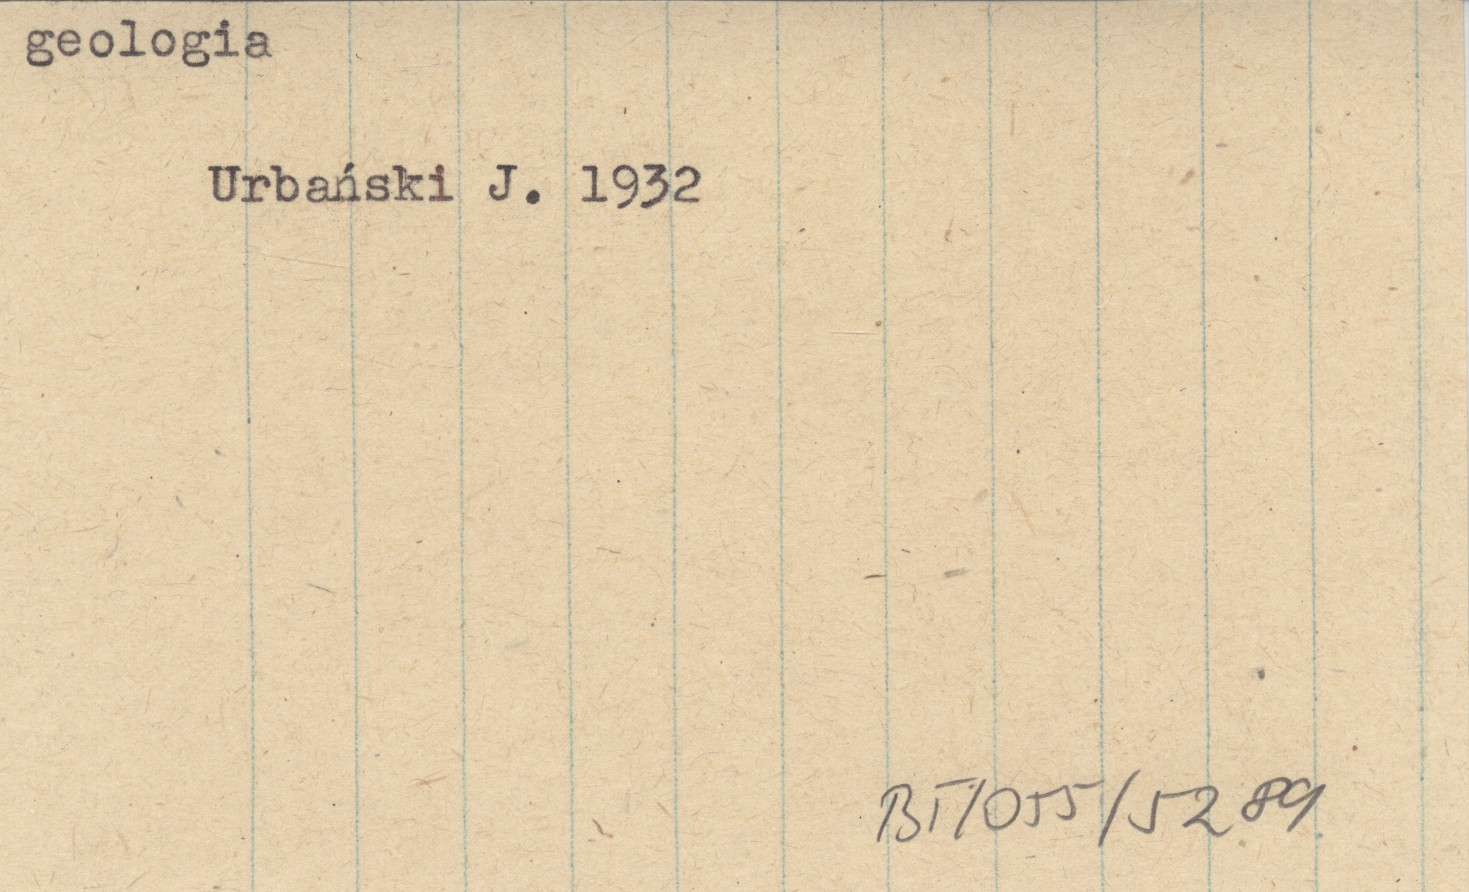 geologia
Urbański J. 1932
BT/055/5289